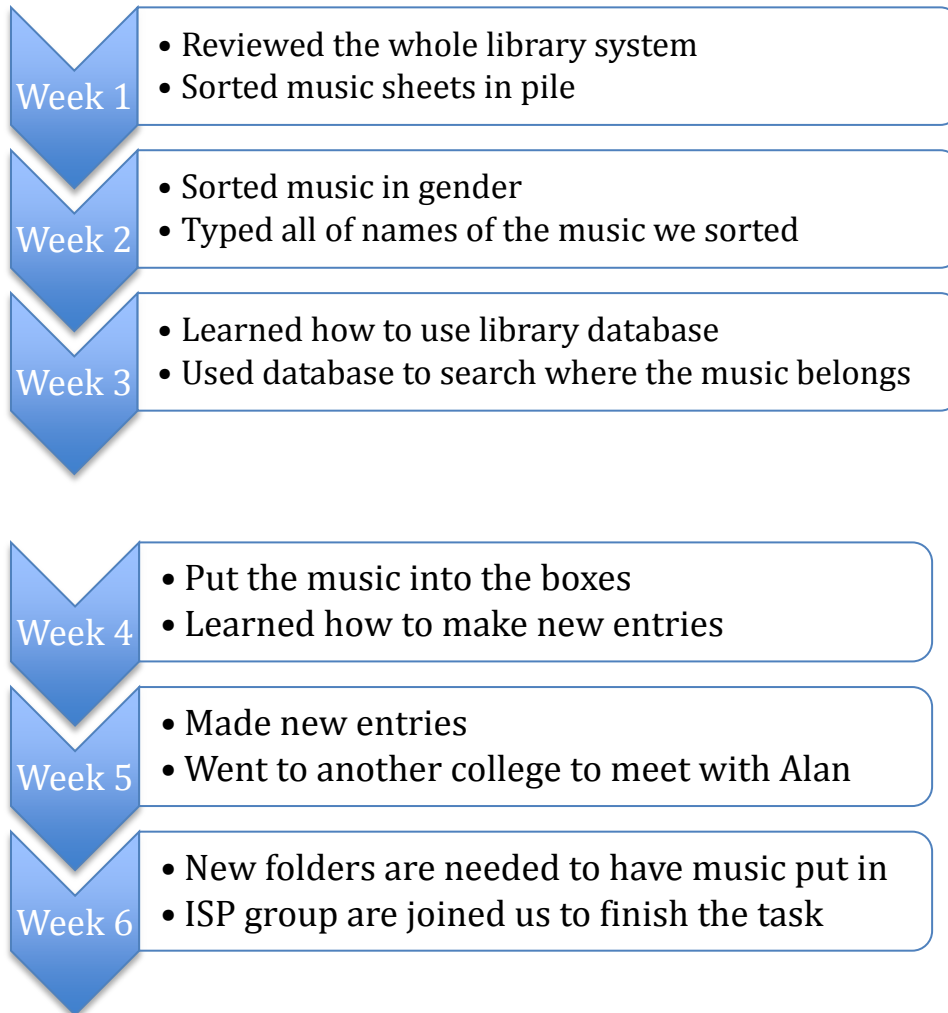 Week 1
• Reviewed the whole library system
• Sorted music sheets in pile
Week 2
• Sorted music in gender
• Typed all of names of the music we sorted
Week 3
• Learned how to use library database
• Used database to search where the music belongs
Week 4
• Put the music into the boxes
• Learned how to make new entries
Week 5
• Made new entries
• Went to another college to meet with Alan
Week 6
• New folders are needed to have music put in
• ISP group are joined us to finish the task